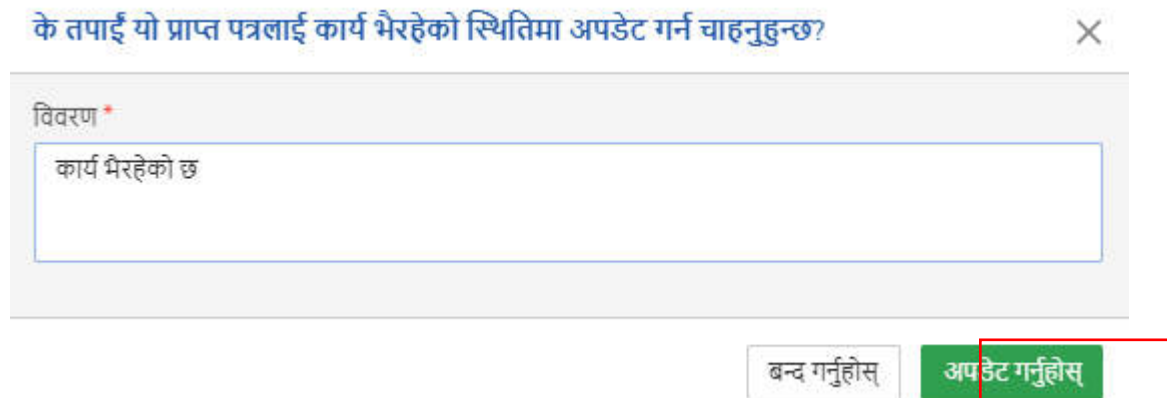 के तपाईं यो प्राप्त पत्रलाई कार्य भैरहेको स्थितिमा अपडेट गर्न चाहनुहुन्छ?
विवरण *
कार्य भैरहेको छ
बन्द गर्नुहोस् अपडेट गर्नुहोस्